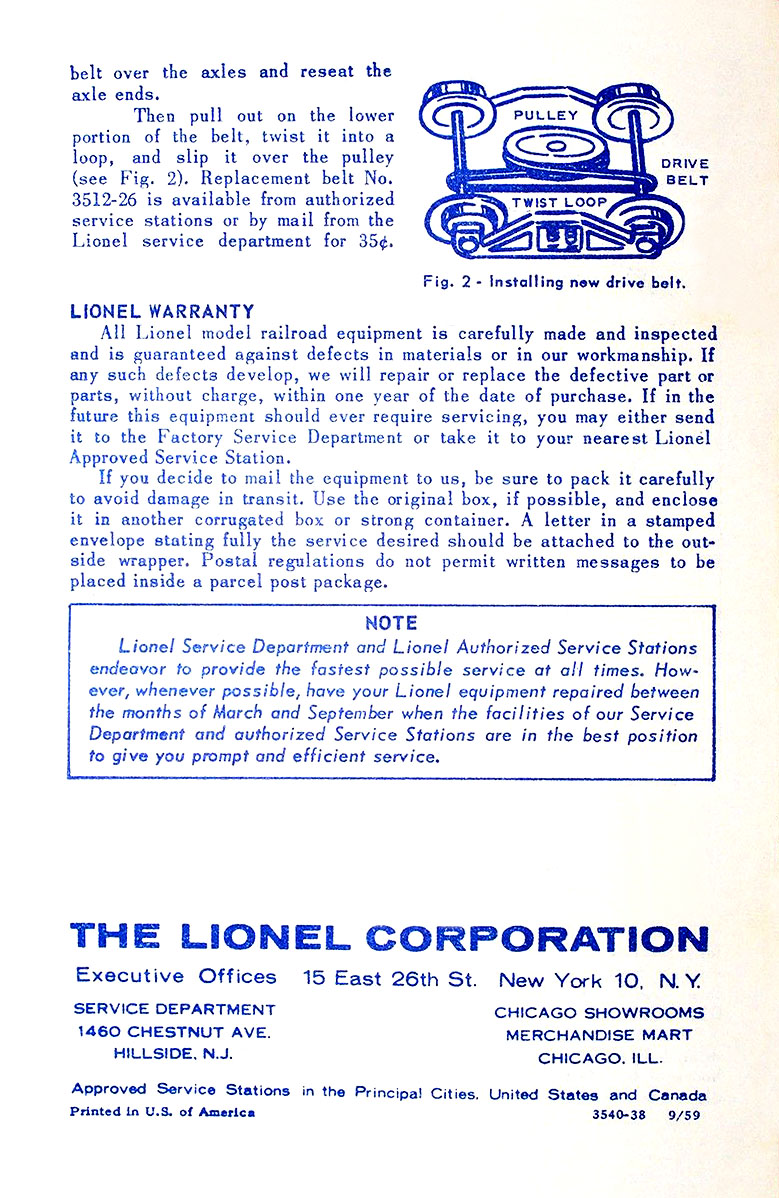 belt over the axles and reseat the
axle ends.
Then pull out on the lower
portion of the belt, twist it into a
loop, and slip it over the pulley
(see Fig. 2). Replacement belt No.
3512-26 is available from authorized
service stations or by mail from the
Lionel service department for 35¢.
PULLEY
DRIVE
BELT
TWIST LOOP
Fig. 2 - Installing new drive belt.
LIONEL WARRANTY
All Lionel model railroad equipment is carefully made and inspected
and is guaranteed against defects in materials or in our workmanship. If
any such defects develop, we will repair or replace the defective part or
parts, without charge, within one year of the date of purchase. If in the
future this equipment should ever require servicing, you may either send
it to the Factory Service Department or take it to your nearest Lionel
Approved Service Station.
If you decide to mail the equipment to us, be sure to pack it carefully
to avoid damage in transit. Use the original box, if possible, and enclose
it in another corrugated box or strong container. A letter in a stamped
envelope stating fully the service desired should be attached to the out-
side wrapper. Postal regulations do not permit written messages to be
placed inside a parcel post package.
NOTE
Lionel Service Department and Lionel Authorized Service Stations
endeavor to provide the fastest possible service at all times. How-
ever, whenever possible, have your Lionel equipment repaired between
the months of March and September when the facilities of our Service
Department and authorized Service Stations are in the best position
to give you prompt and efficient service.
THE LIONEL CORPORATION
Executive Offices 15 East 26th St. New York 10, N.Y.
SERVICE DEPARTMENT
1460 CHESTNUT AVE.
HILLSIDE, N.J.
CHICAGO SHOWROOMS
MERCHANDISE MART
CHICAGO, ILL.
Approved Service Stations in the Principal Cities, United States and Canada
Printed in U.S. of America 3540-38 9/59